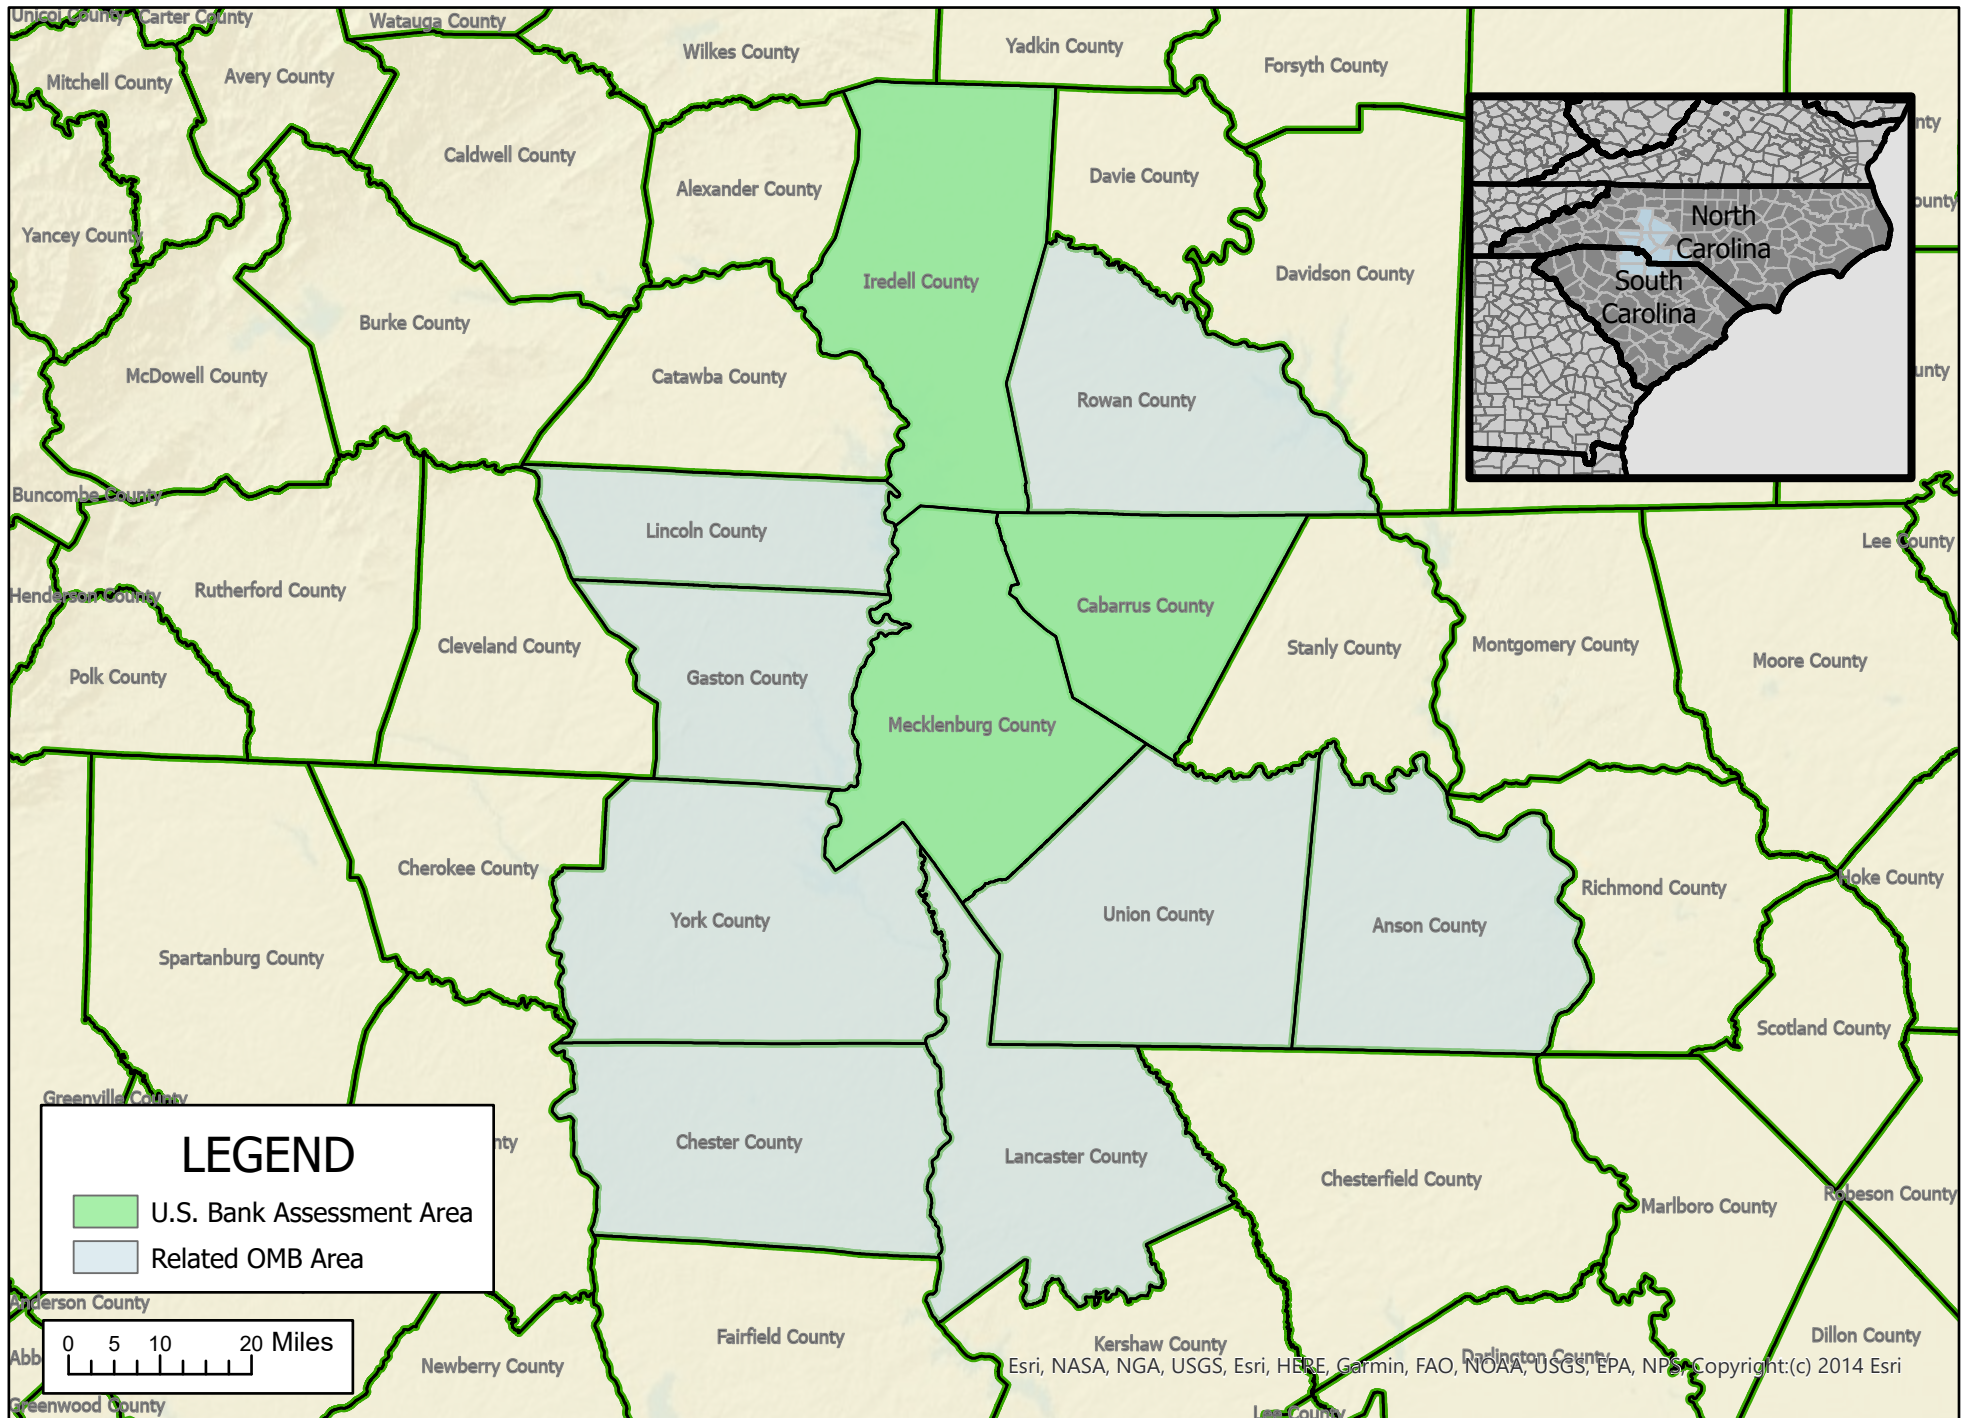 Unicoi County
Carter County
Watauga County
Wilkes County
Yadkin County
Forsyth County
Mitchell County
Avery County
Caldwell County
Alexander County
Davie County
Yancey County
Iredell County
Davidson County
North
Carolina
South
Carolina
nty
ounty
unty
Burke County
McDowell County
Catawba County
Rowan County
Buncombe County
Lincoln County
Lee County
Henderson County
Rutherford County
Cabarrus County
Cleveland County
Stanly County
Montgomery County
Moore County
Polk County
Gaston County
Mecklenburg County
Cherokee County
Richmond County
Hoke County
York County
Union County
Anson County
Spartanburg County
Scotland County
Greenville County
nty
Chester County
Lancaster County
Chesterfield County
Marlboro County
Robeson County
LEGEND
U.S. Bank Assessment Area
Related OMB Area
Anderson County
0 5 10 20 Miles
Abb
Greenwood County
Newberry County
Fairfield County
Kershaw County
Darlington County
Dillon County
Lee County
Esri, NASA, NGA, USGS, Esri, HERE, Garmin, FAO, NOAA, USGS, EPA, NPS, Copyright:(c) 2014 Esri